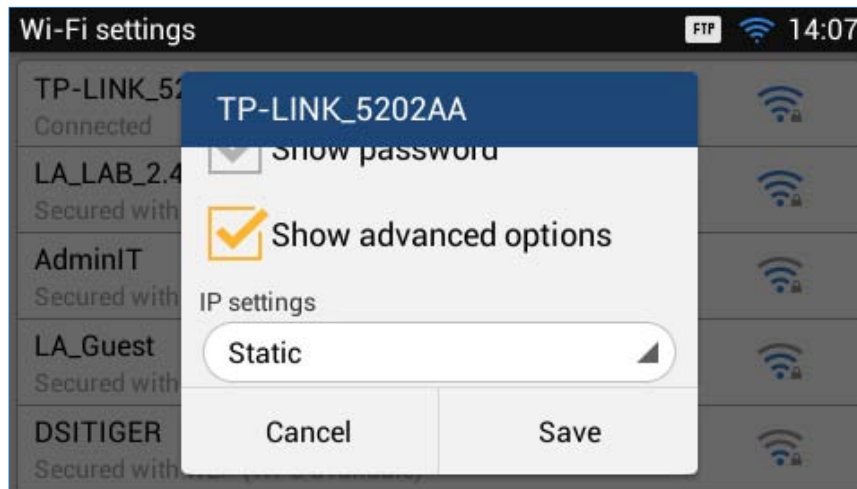 Wi-Fi settings
FTP 14:07
TP-LINK_52
Connected
TP-LINK_5202AA
Show password
LA_LAB_2.4
Secured with
Show advanced options
AdminIT
Secured with
IP settings
LA_Guest
Static
Secured with
DSITIGER
Cancel Save
Secured with